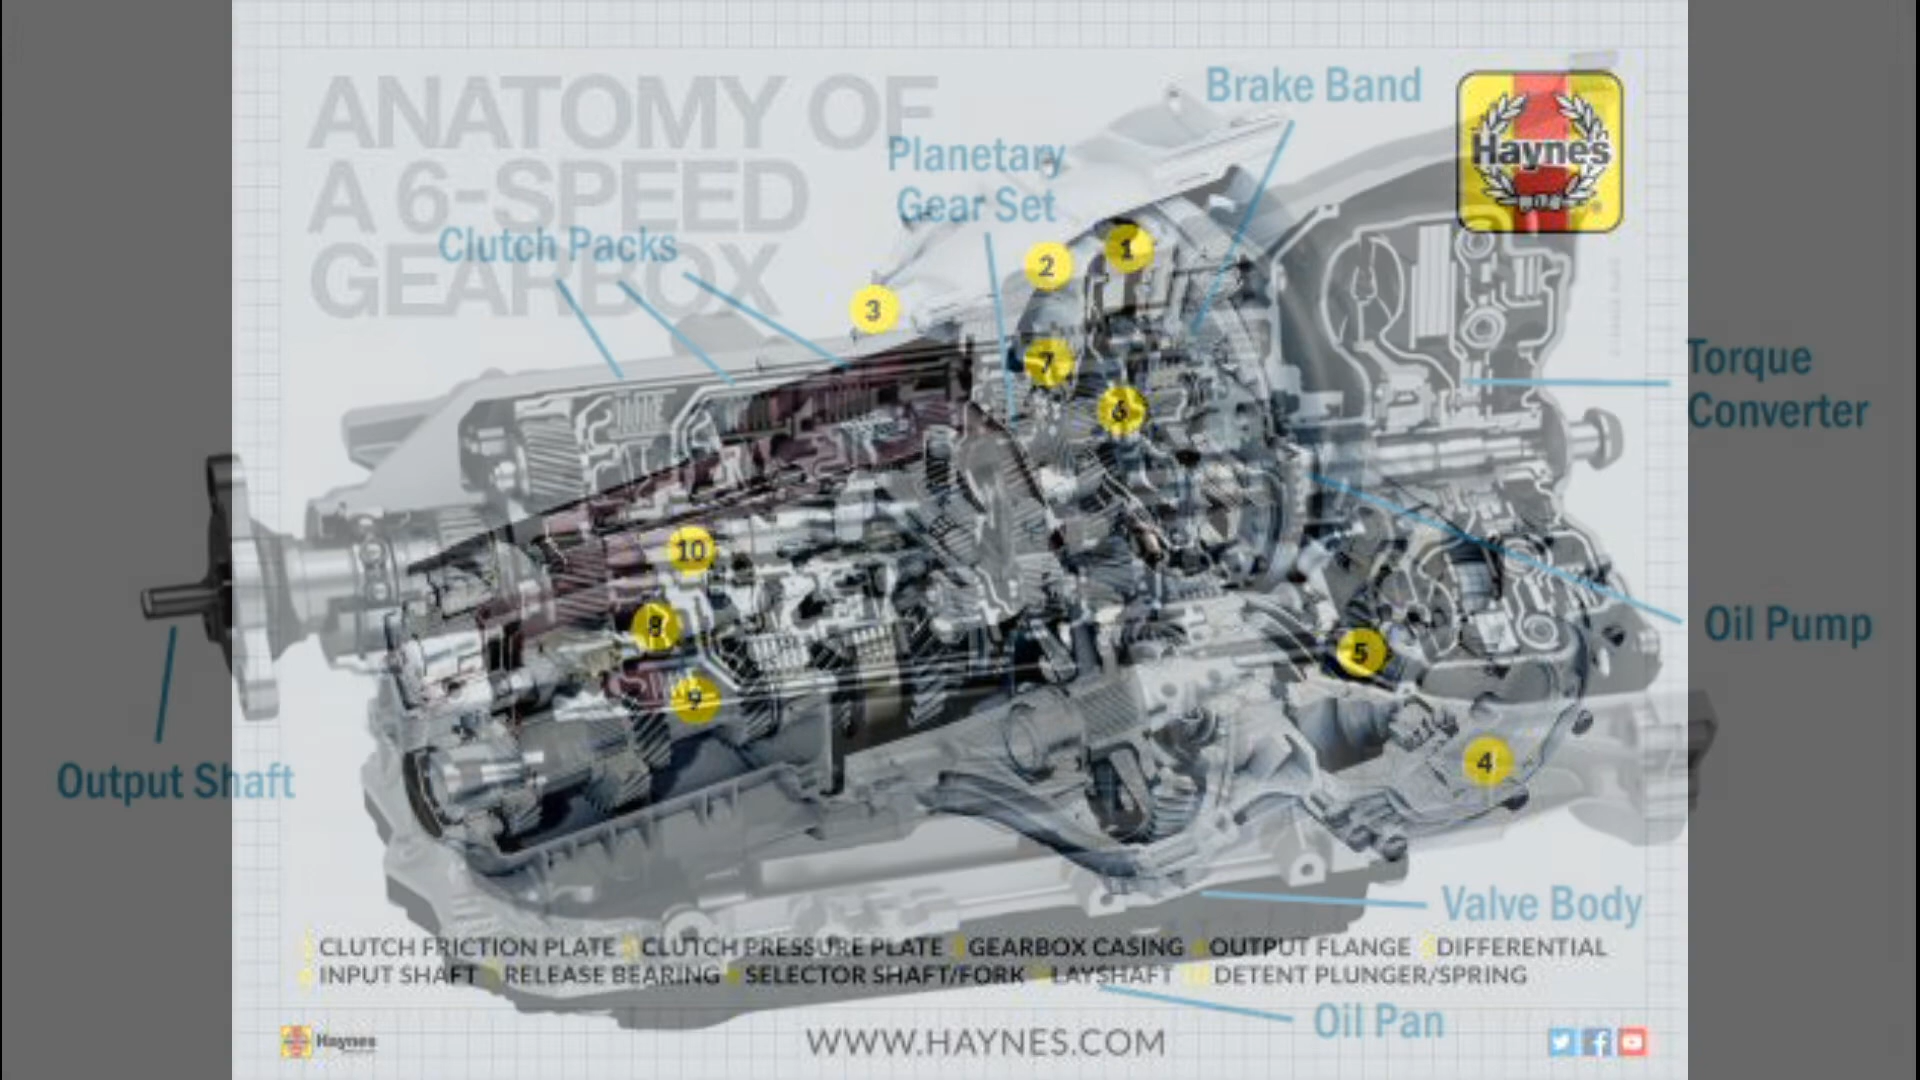 ANATOMY OF
A 6-SPEED
GEARBOX
Brake Band
Haynes
Planetary
Gear Set
Clutch Packs
1
2
3
7
6
Torque
Converter
10
8
5
Oil Pump
9
4
Output Shaft
Valve Body
CLUTCH FRICTION PLATE CLUTCH PRESSURE PLATE GEARBOX CASING OUTPUT FLANGE DIFFERENTIAL
INPUT SHAFT RELEASE BEARING SELECTOR SHAFT/FORK LAYSHAFT DETENT PLUNGER/SPRING
Oil Pan
Haynes
WWW.HAYNES.COM